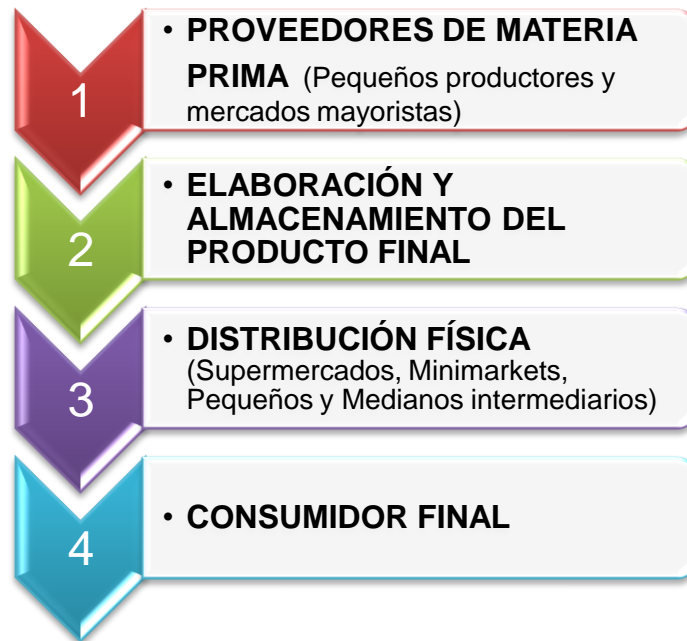 1
• PROVEEDORES DE MATERIA
PRIMA (Pequeños productores y
mercados mayoristas)
2
• ELABORACIÓN Y
ALMACENAMIENTO DEL
PRODUCTO FINAL
3
• DISTRIBUCIÓN FÍSICA
(Supermercados, Minimarkets,
Pequeños y Medianos intermediarios)
4
• CONSUMIDOR FINAL